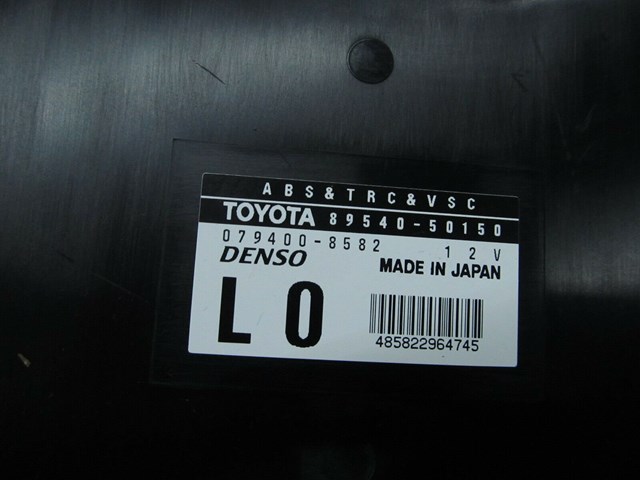 ABS&TRC&VSC
TOYOTA 89540-50150
079400-8582 12V
DENSO MADE IN JAPAN
L0
485822964745